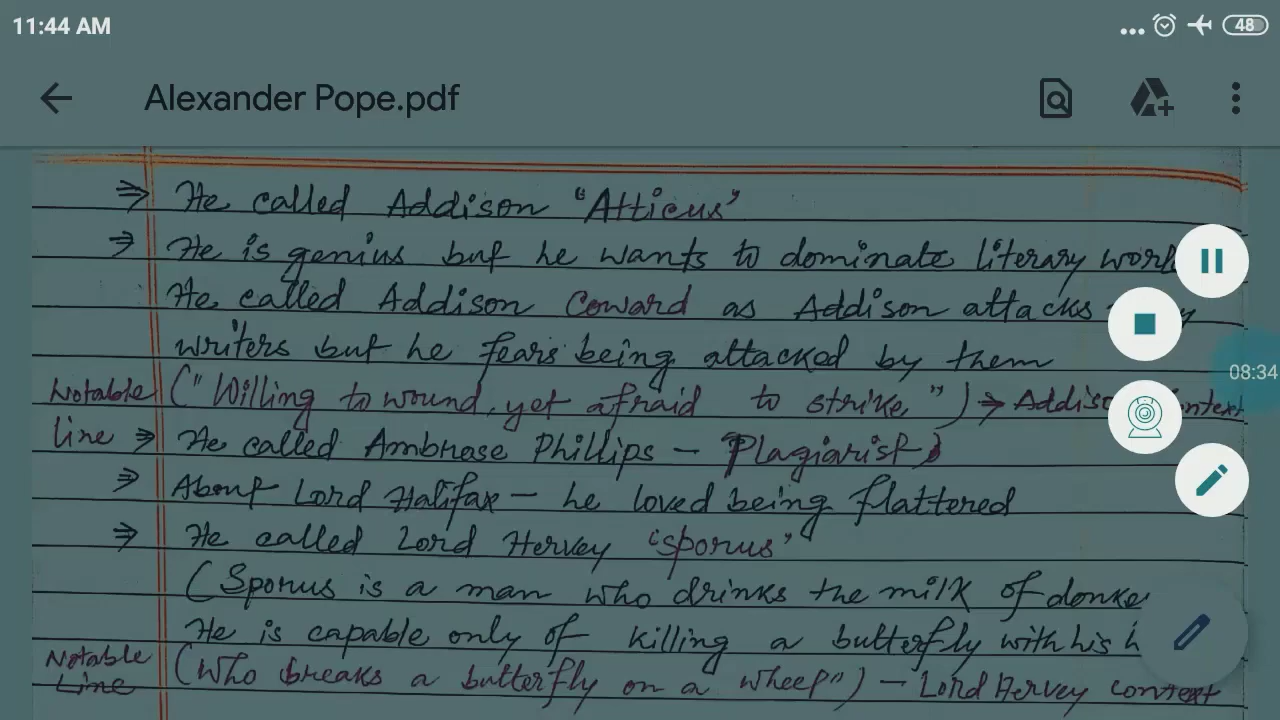 11:44 AM
48
Alexander Pope.pdf
⇒ He called Addison "Atticus"
⇒ He is genius but he wants to dominate literary
He called Addison Coward as Addison attacks
08:34
writers but he fears being attacked by them
Notable ("Willing to wound, yet afraid to strike") →
line ⇒ He called Ambrose Phillips - "Plagiarist"
⇒ About Lord Halifax - he loved being flattered
⇒ He called Lord Hervey "Sporus"
(Sporus is a man who drinks the milk of
He is capable only of killing a butterfly with his
Notable (Who breaks a butterfly on a wheel") - Lord Hervey context
Line